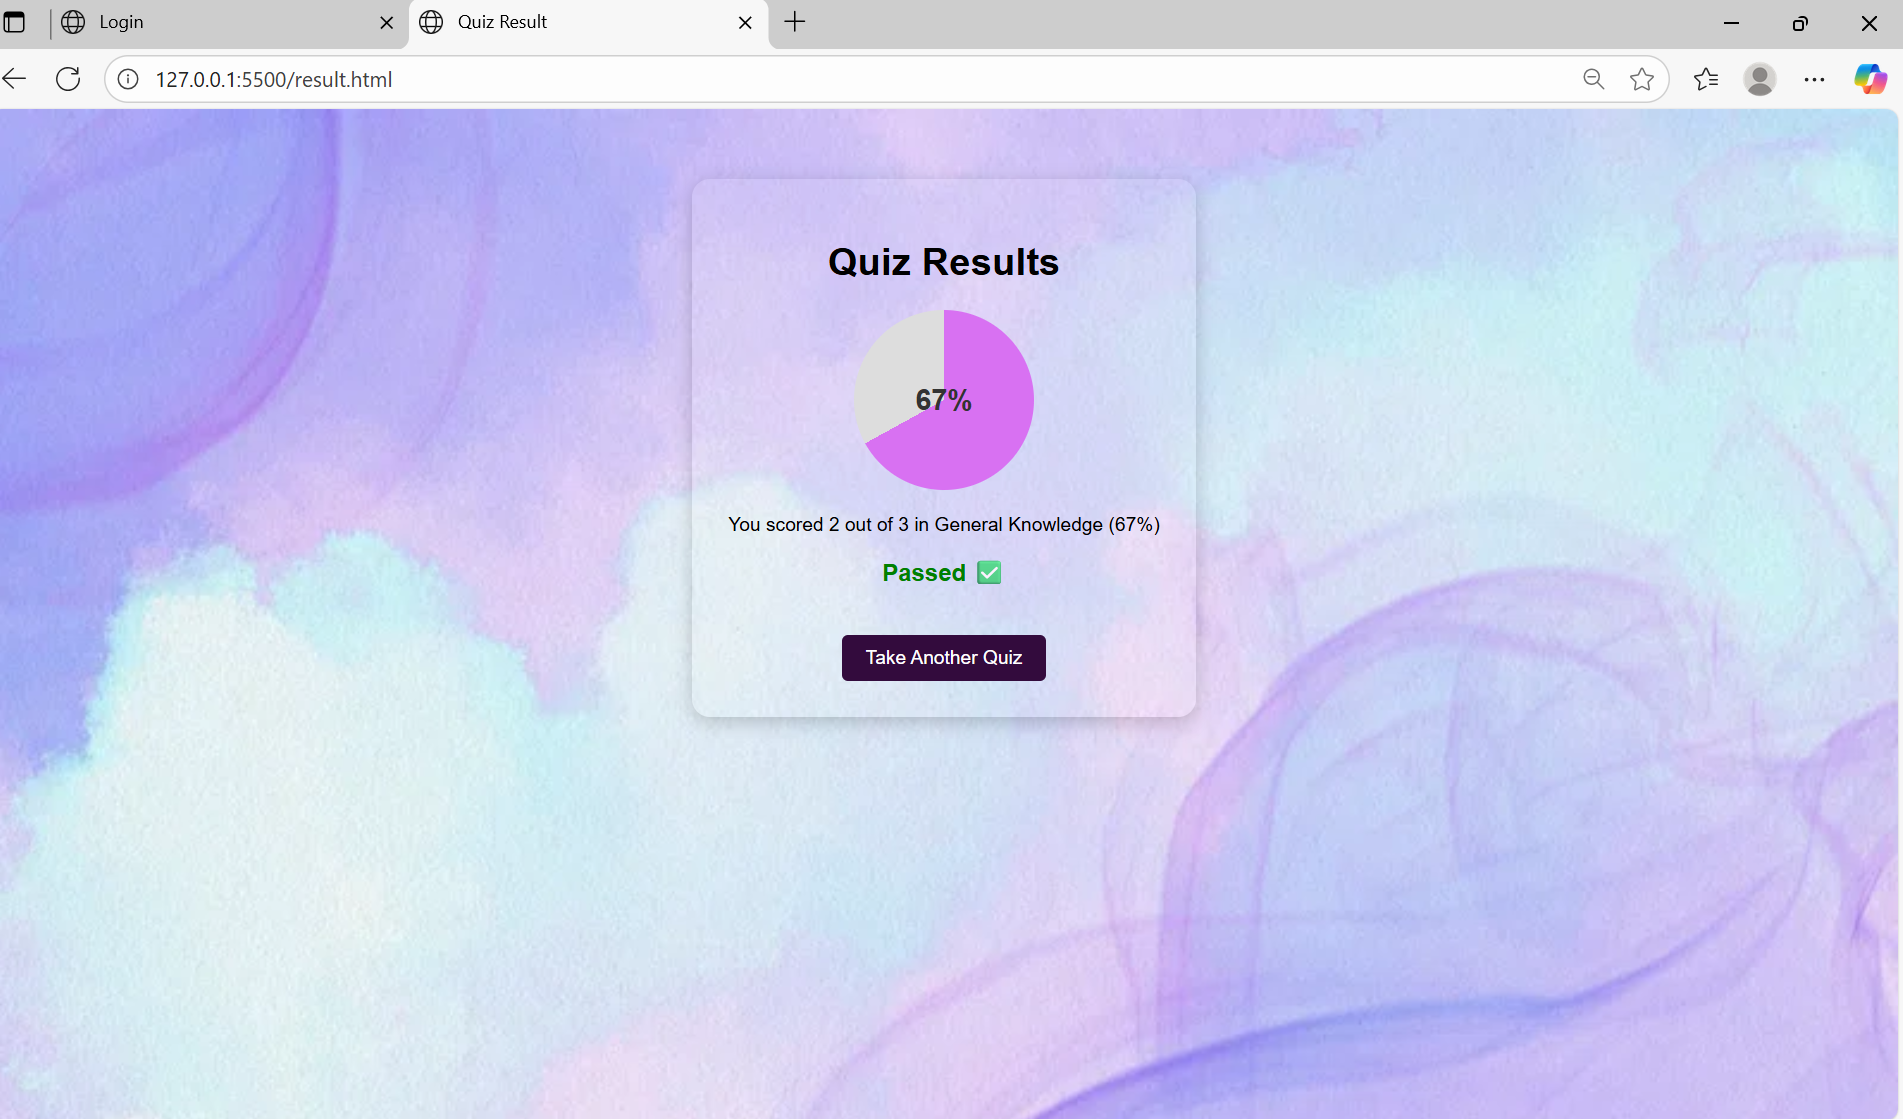 Login
Quiz Result
127.0.0.1:5500/result.html
Quiz Results
67%
You scored 2 out of 3 in General Knowledge (67%)
Passed ✅
Take Another Quiz